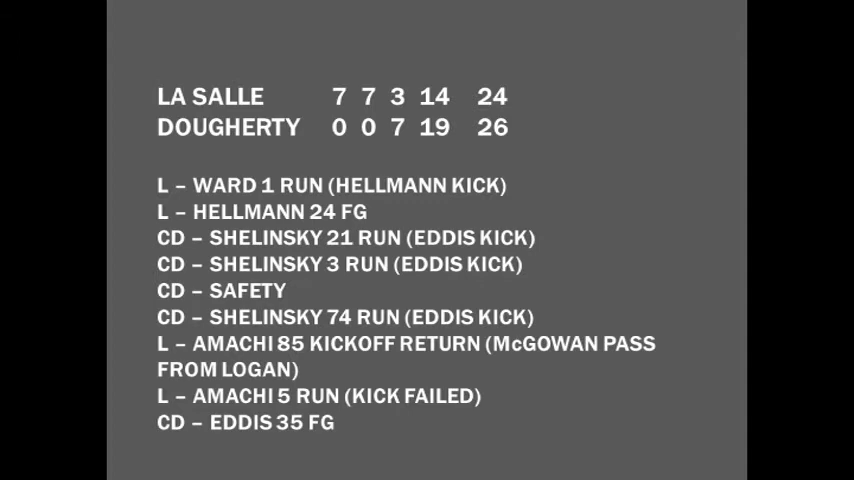 LA SALLE 7 7 3 14 24
DOUGHERTY 0 0 7 19 26
L – WARD 1 RUN (HELLMANN KICK)
L – HELLMANN 24 FG
CD – SHELINSKY 21 RUN (EDDIS KICK)
CD – SHELINSKY 3 RUN (EDDIS KICK)
CD – SAFETY
CD – SHELINSKY 74 RUN (EDDIS KICK)
L – AMACHI 85 KICKOFF RETURN (McGOWAN PASS
FROM LOGAN)
L – AMACHI 5 RUN (KICK FAILED)
CD – EDDIS 35 FG